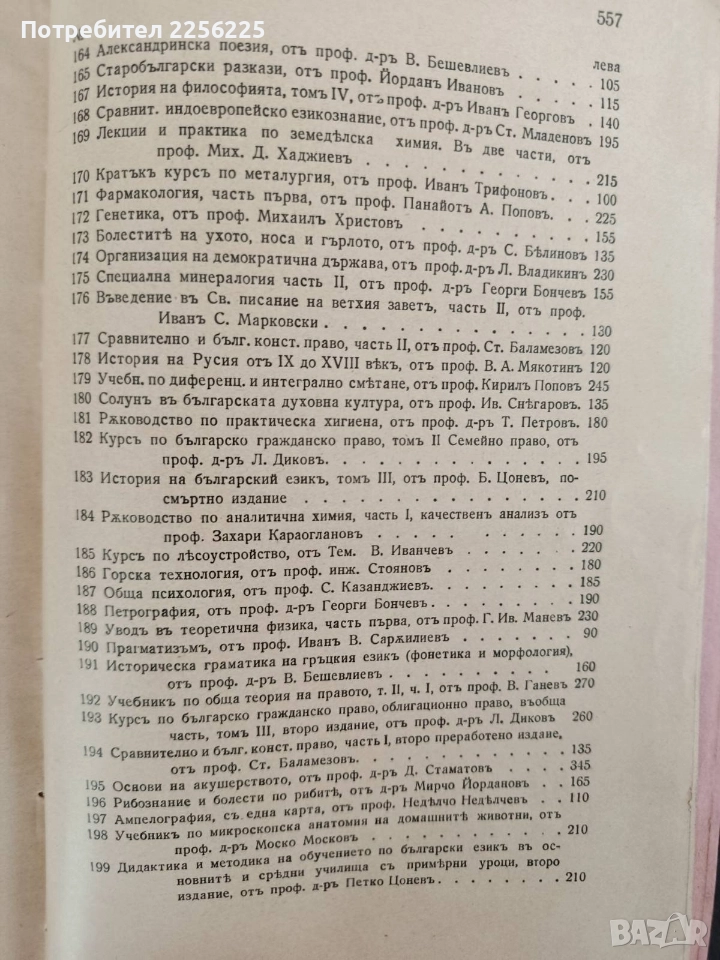 Потребител 2256225
557
№
лева
164 Александринска поезия, отъ проф. д-ръ В. Бешевлиевъ . . . . . 105
165 Старобългарски разкази, отъ проф. Йорданъ Ивановъ . . . . . 115
167 История на философията, томъ IV, отъ проф. д-ръ Иванъ Георговъ . 140
168 Сравнит. индоевропейско езикознание, отъ проф. д-ръ Ст. Младеновъ 195
169 Лекции и практика по земедѣлска химия. Въ две части, отъ
проф. Мих. Д. Хаджиевъ . . . . . . . . . . . 215
170 Кратъкъ курсъ по металургия, отъ проф. Иванъ Трифоновъ . . . 100
171 Фармакология, часть първа, отъ проф. Панайотъ А. Поповъ. . . 225
172 Генетика, отъ проф. Михаилъ Христовъ . . . . . . . . 155
173 Болеститѣ на ухото, носа и гърлото, отъ проф. д-ръ С. Бѣлиновъ 135
174 Организация на демократична държава, отъ проф. д-ръ Л. Владикинъ 230
175 Специална минералогия часть II, отъ проф. д-ръ Георги Бончевъ 155
176 Въведение въ Св. писание на ветхия заветъ, часть II, отъ проф.
Иванъ С. Марковски . . . . . . . . . . . . . 130
177 Сравнително и бълг. конст. право, часть II, отъ проф. Ст. Баламезовъ 120
178 История на Русия отъ IX до XVIII вѣкъ, отъ проф. В. А. Мякотинъ 120
179 Учебн. по диференц. и интегрално смѣтане, отъ проф. Кирилъ Поповъ 245
180 Солунъ въ българската духовна култура, отъ проф. Ив. Снѣгаровъ. 135
181 Рѫководство по практическа хигиена, отъ проф. д-ръ Т. Петровъ. 180
182 Курсъ по българско гражданско право, томъ II Семейно право, отъ
проф. д-ръ Л. Диковъ. . . . . . . . . . . . . 195
183 История на българский езикъ, томъ III, отъ проф. Б. Цоневъ, по-
смъртно издание . . . . . . . . . . . . . . 210
184 Рѫководство по аналитична химия, часть I, качественъ анализъ отъ
проф. Захари Караоглановъ . . . . . . . . . 190
185 Курсъ по лѣсоустройство, отъ Тем. В. Иванчевъ . . . . . . 220
186 Горска технология, отъ проф. инж. Стояновъ . . . . . . . 180
187 Обща психология, отъ проф. С. Казанджиевъ . . . . . . . 185
188 Петрография, отъ проф. д-ръ Георги Бончевъ . . . . . . . 190
189 Уводъ въ теоретична физика, часть първа, отъ проф. Г. Ив. Маневъ 230
190 Прагматизъмъ, отъ проф. Иванъ В. Саръилиевъ . . . . . . 90
191 Историческа граматика на гръцкия езикъ (фонетика и морфология),
отъ проф. д-ръ В. Бешевлиевъ . . . . . . . . . 160
192 Учебникъ по обща теория на правото, т. II, ч. I, отъ проф. В. Ганевъ 270
193 Курсъ по българско гражданско право, облигационно право, въобща
часть, томъ III, второ издание, отъ проф. д-ръ Л. Диковъ 260
194 Сравнително и бълг. конст. право, часть I, второ преработено издане,
отъ проф. Ст. Баламезовъ. . . . . . . . . . . 135
195 Основи на акушерството, отъ проф. д-ръ Д. Стаматовъ . . . . 345
196 Рибознание и болести по рибитѣ, отъ д-ръ Мирчо Йордановъ . . 165
197 Ампелография, съ една карта, отъ проф. Недѣлчо Недѣлчевъ . . 110
198 Учебникъ по микроскопска анатомия на домашнитѣ животни, отъ
проф. д-ръ Моско Московъ . . . . . . . . . . 210
199 Дидактика и методика на обучението по български езикъ въ ос-
новнитѣ и срѣдни училища съ примѣрни уроци, второ
издание, отъ проф. д-ръ Петко Цоневъ. . . . . . . . 210
BAZAR